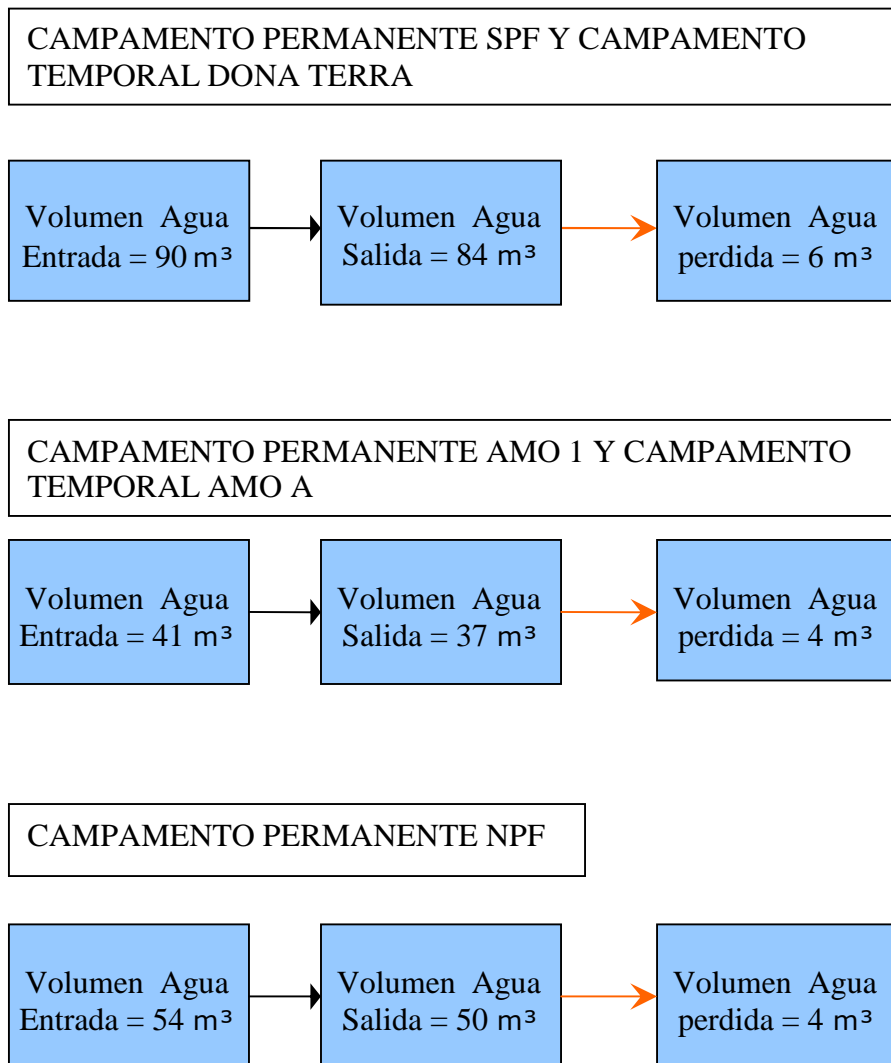 CAMPAMENTO PERMANENTE SPF Y CAMPAMENTO
TEMPORAL DONA TERRA
Volumen Agua
Entrada = 90 m³
Volumen Agua
Salida = 84 m³
Volumen Agua
perdida = 6 m³
CAMPAMENTO PERMANENTE AMO 1 Y CAMPAMENTO
TEMPORAL AMO A
Volumen Agua
Entrada = 41 m³
Volumen Agua
Salida = 37 m³
Volumen Agua
perdida = 4 m³
CAMPAMENTO PERMANENTE NPF
Volumen Agua
Entrada = 54 m³
Volumen Agua
Salida = 50 m³
Volumen Agua
perdida = 4 m³